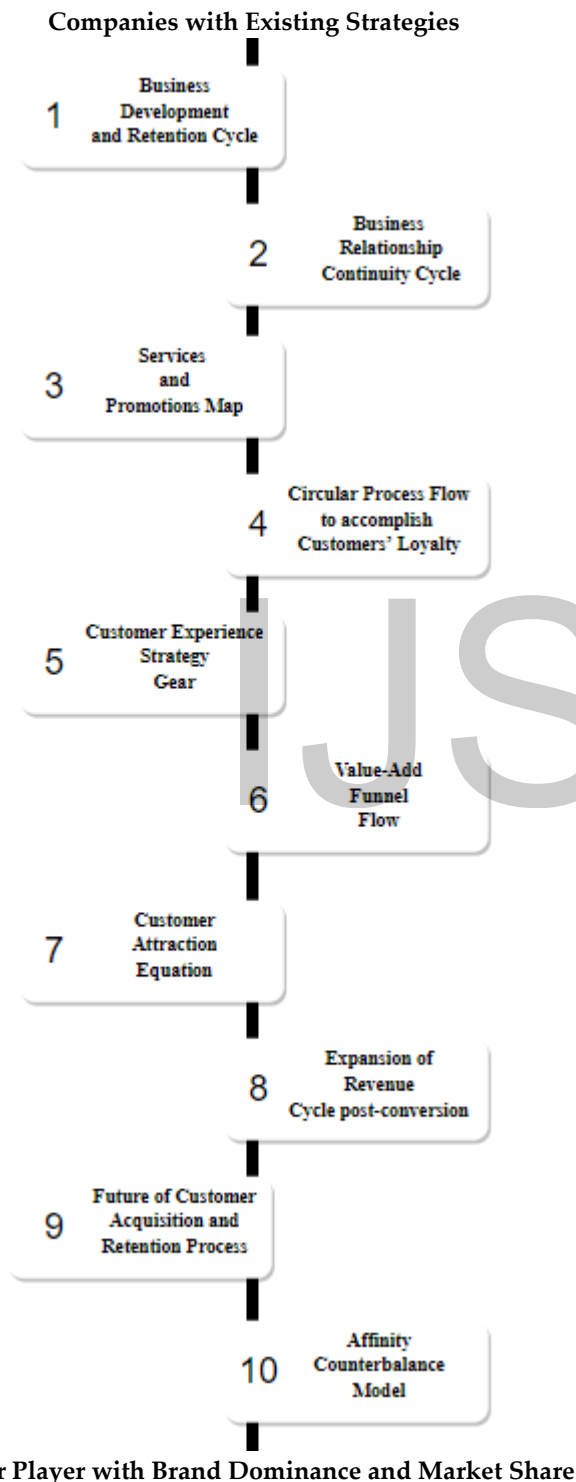 Companies with Existing Strategies
1
Business
Development
and Retention Cycle
2
Business
Relationship
Continuity Cycle
3
Services
and
Promotions Map
4
Circular Process Flow
to accomplish
Customers' Loyalty
5
Customer Experience
Strategy
Gear
6
Value-Add
Funnel
Flow
7
Customer
Attraction
Equation
8
Expansion of
Revenue
Cycle post-conversion
9
Future of Customer
Acquisition and
Retention Process
10
Affinity
Counterbalance
Model
Player with Brand Dominance and Market Share
IJS